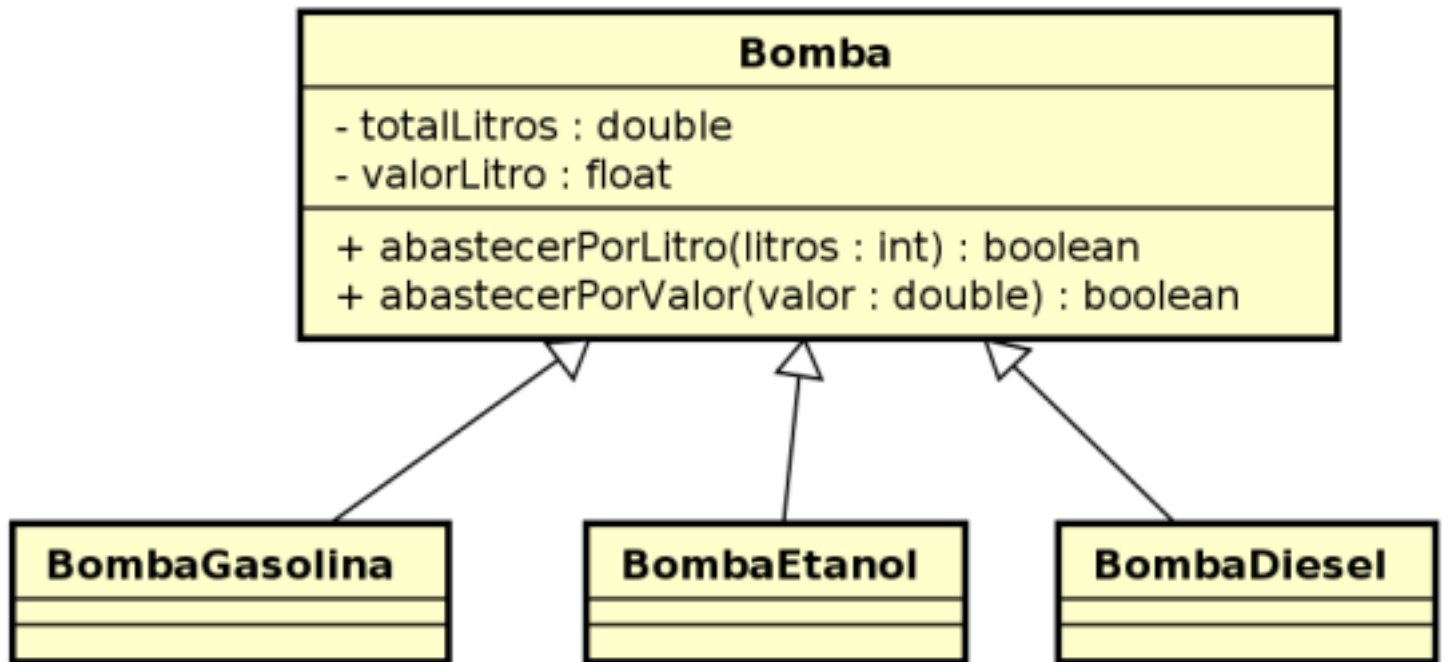 Bomba
- totalLitros : double
- valorLitro : float
+ abastecerPorLitro(litros : int) : boolean
+ abastecerPorValor(valor : double) : boolean
BombaGasolina
BombaEtanol
BombaDiesel